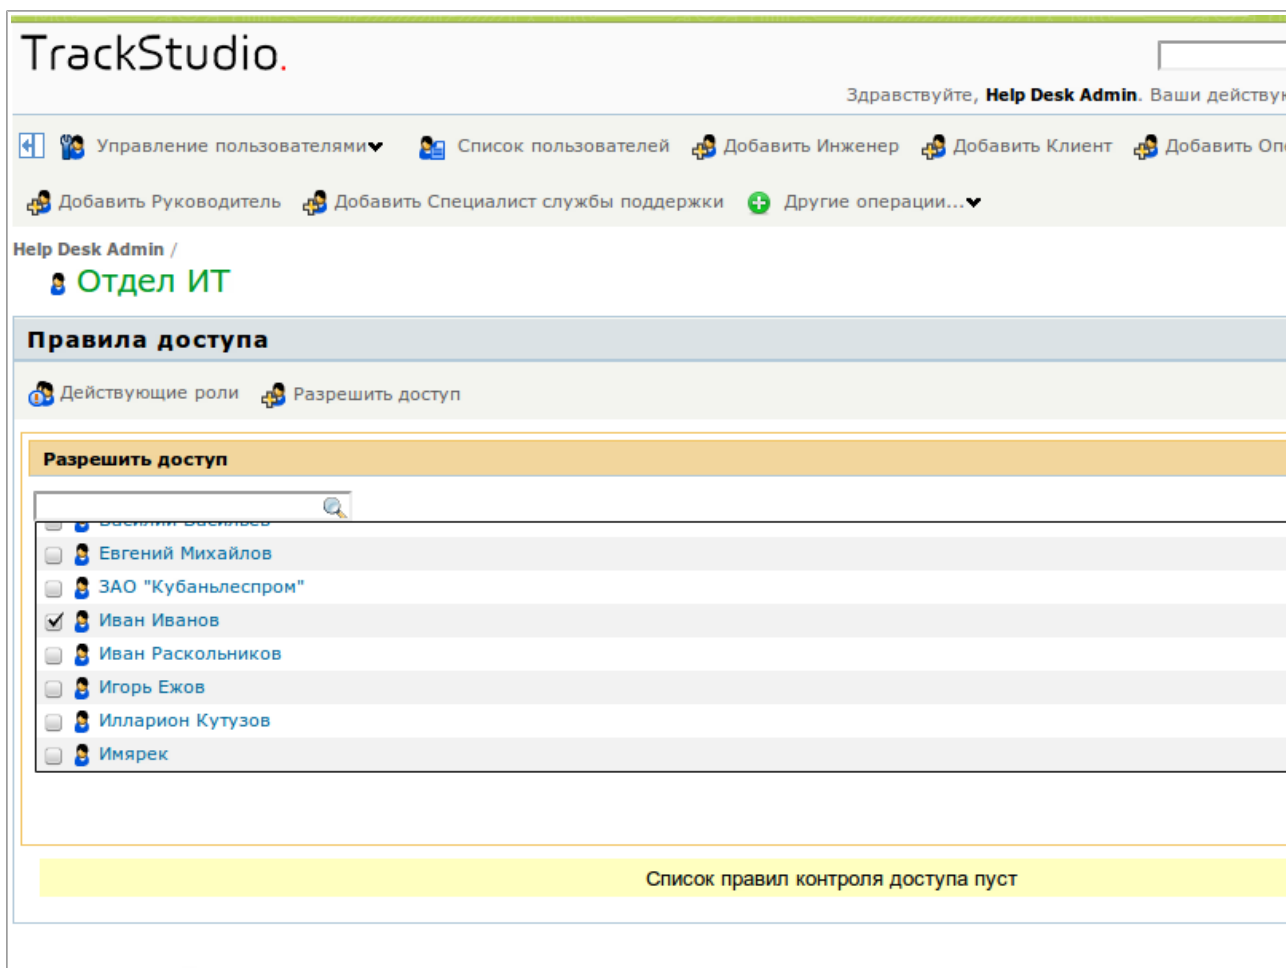 TrackStudio.
Здравствуйте, Help Desk Admin. Ваши
Управление пользователями Список пользователей Добавить Инженер Добавить Клиент Добавить
Добавить Руководитель Добавить Специалист службы поддержки Другие операции...
Help Desk Admin /
Отдел ИТ
Правила доступа
Действующие роли Разрешить доступ
Разрешить доступ
Василий Васильев
Евгений Михайлов
ЗАО "Кубаньлеспром"
Иван Иванов
Иван Раскольников
Игорь Ежов
Илларион Кутузов
Имярек
Список правил контроля доступа пуст